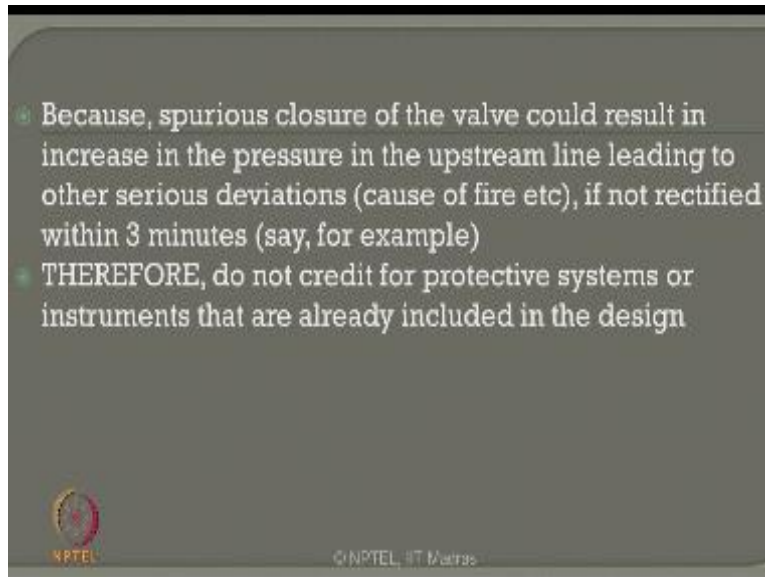 Because, spurious closure of the valve could result in
increase in the pressure in the upstream line leading to
other serious deviations (cause of fire etc), if not rectified
within 3 minutes (say, for example)
THEREFORE, do not credit for protective systems or
instruments that are already included in the design
NPTEL
© NPTEL, IIT Madras